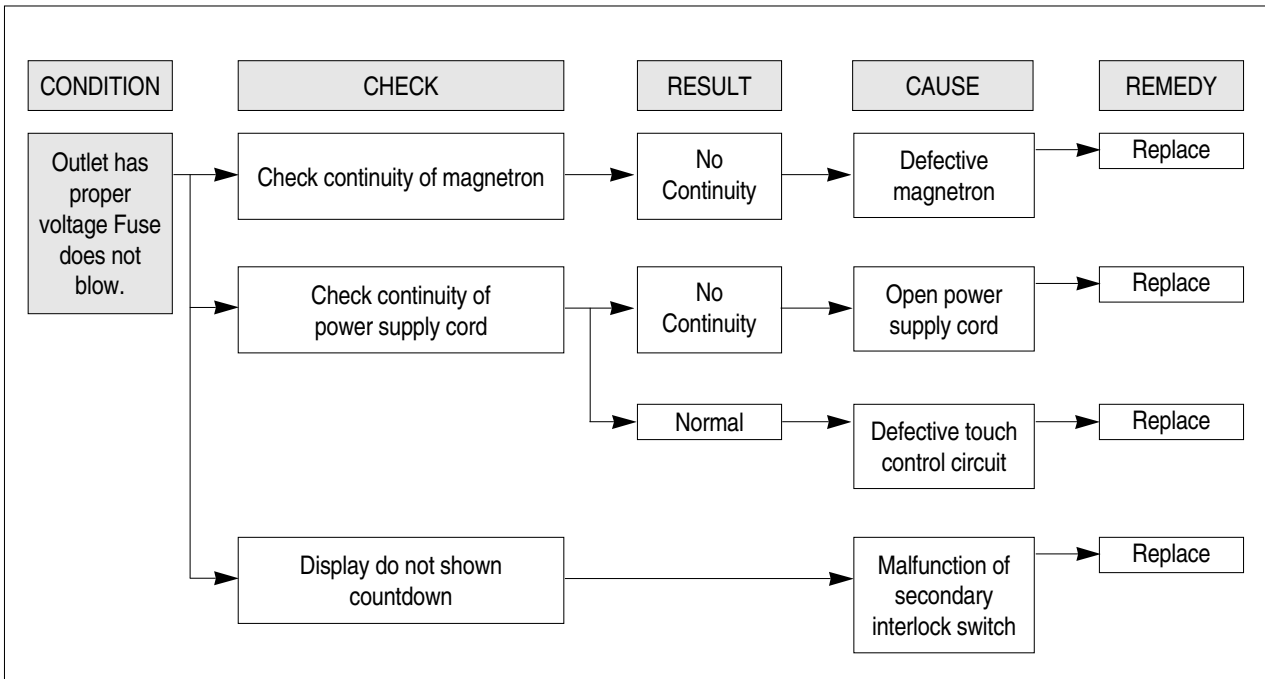 CONDITION
CHECK
RESULT
CAUSE
REMEDY
Outlet has
proper
voltage Fuse
does not
blow.
Check continuity of magnetron
No
Continuity
Defective
magnetron
Replace
Check continuity of
power supply cord
No
Continuity
Open power
supply cord
Replace
Normal
Defective touch
control circuit
Replace
Display do not shown
countdown
Malfunction of
secondary
interlock switch
Replace